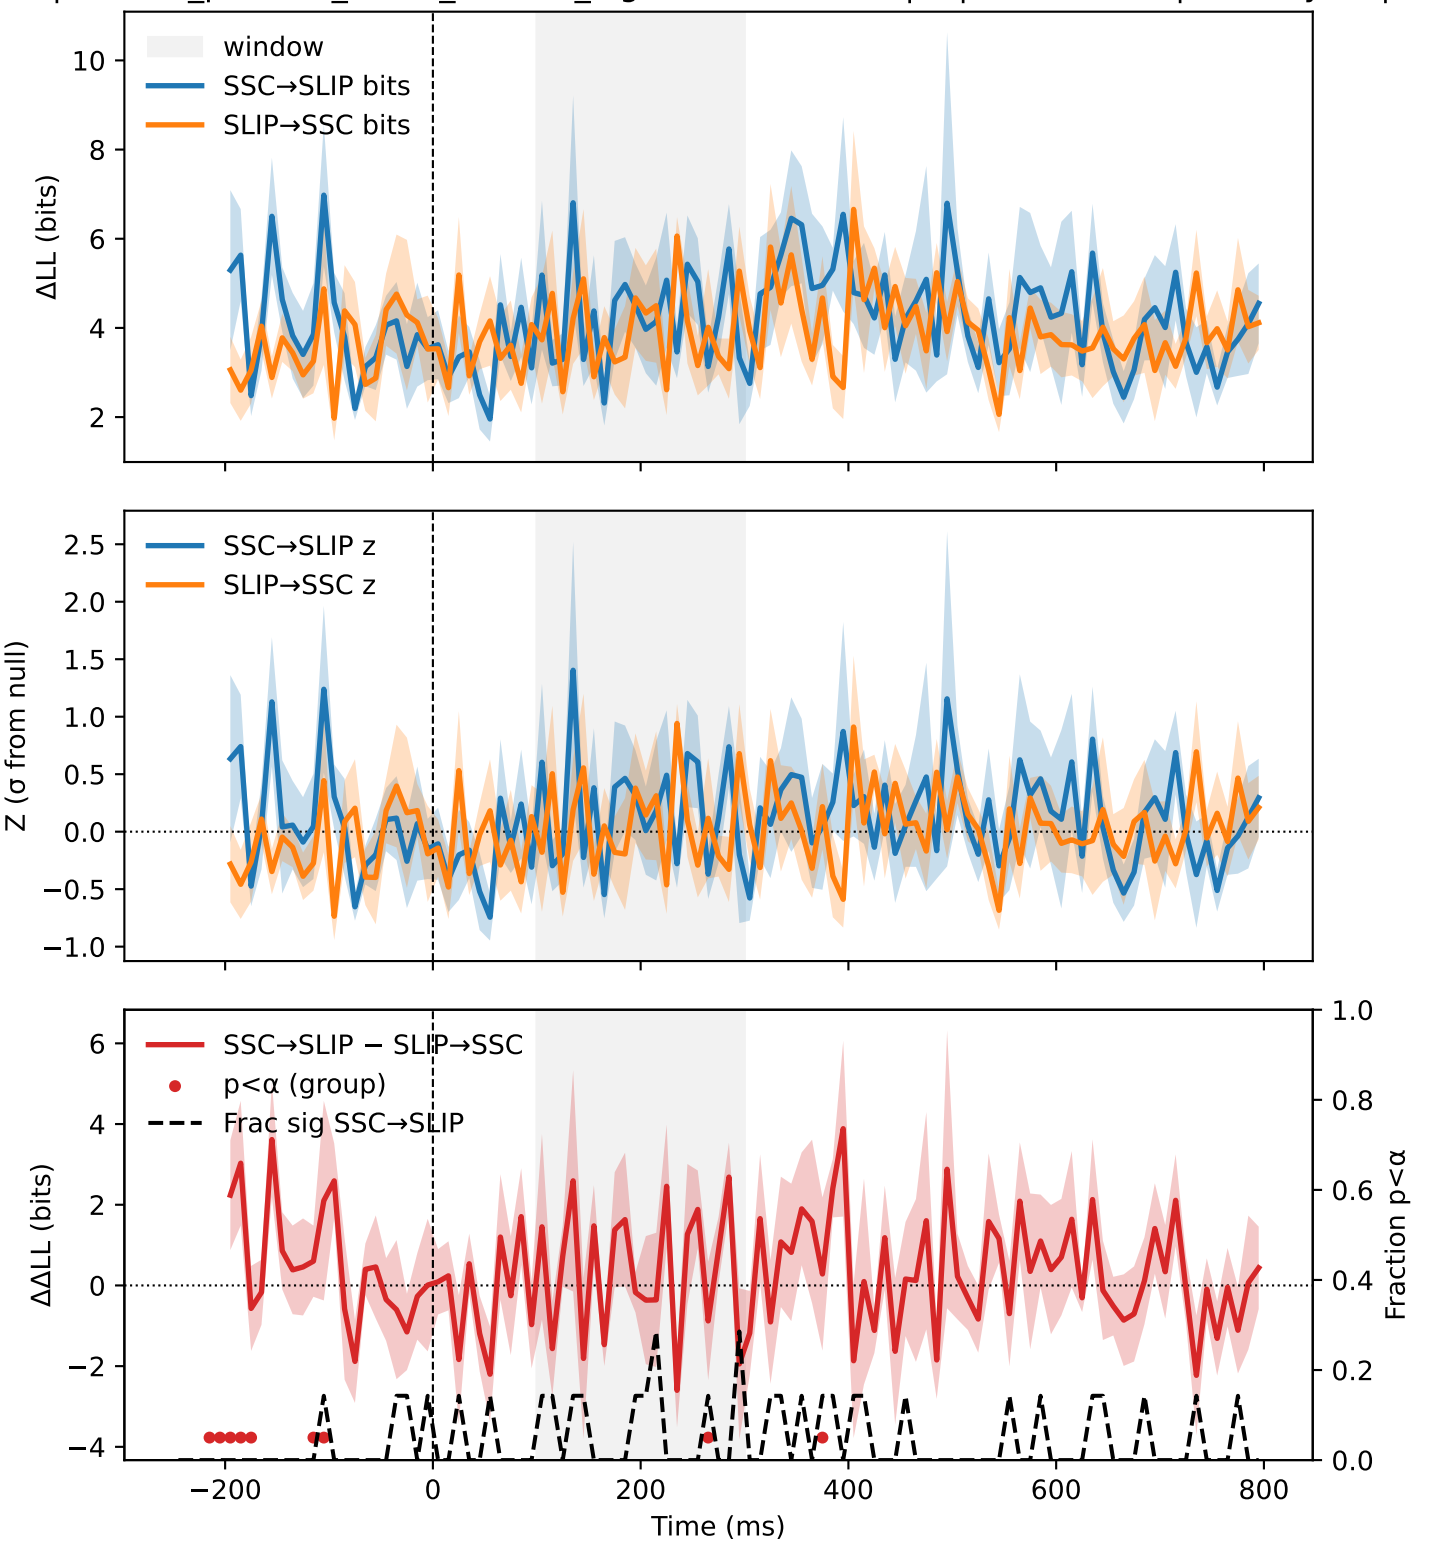 window
SSC→SLIP bits
SLIP→SSC bits
ΔLL (bits)
10
8
6
4
2
SSC→SLIP z
SLIP→SSC z
Z (σ from null)
2.5
2.0
1.5
1.0
0.5
0.0
−0.5
−1.0
SSC→SLIP − SLIP→SSC
p<α (group)
Frac sig SSC→SLIP
ΔΔLL (bits)
6
4
2
0
−2
−4
1.0
0.8
0.6
0.4
0.2
0.0
Fraction p<α
−200
0
200
400
600
800
Time (ms)